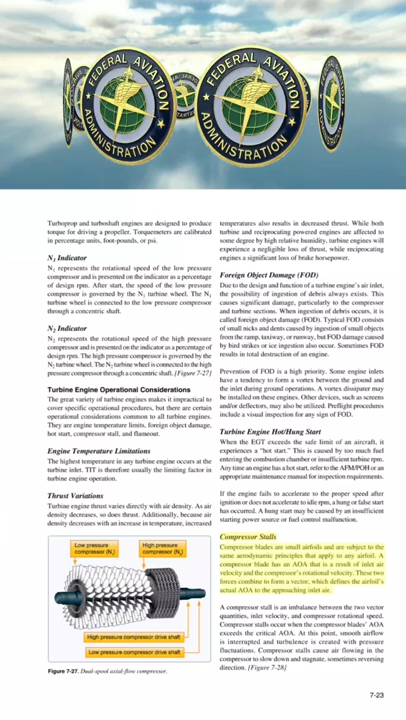 FEDERAL AVIATION
ADMINISTRATION
FEDERAL AVIATION
ADMINISTRATION
Turboprop and turboshaft engines are designed to produce
torque for driving a propeller. Torquemeters are calibrated
in percentage units, foot-pounds, or psi.
N₁ Indicator
N₁ represents the rotational speed of the low pressure
compressor and is presented on the indicator as a percentage
of design rpm. After start, the speed of the low pressure
compressor is governed by the N₁ turbine wheel. The N₁
turbine wheel is connected to the low pressure compressor
through a concentric shaft.
N₂ Indicator
N₂ represents the rotational speed of the high pressure
compressor and is presented on the indicator as a percentage of
design rpm. The high pressure compressor is governed by the
N₂ turbine wheel. The N₂ turbine wheel is connected to the high
pressure compressor through a concentric shaft. [Figure 7-27]
Turbine Engine Operational Considerations
The great variety of turbine engines makes it impractical to
cover specific operational procedures, but there are certain
operational considerations common to all turbine engines.
They are engine temperature limits, foreign object damage,
hot start, compressor stall, and flameout.
Engine Temperature Limitations
The highest temperature in any turbine engine occurs at the
turbine inlet. TIT is therefore usually the limiting factor in
turbine engine operation.
Thrust Variations
Turbine engine thrust varies directly with air density. As air
density decreases, so does thrust. Additionally, because air
density decreases with an increase in temperature, increased
Low pressure
compressor (N₁)
High pressure
compressor (N₂)
High pressure compressor drive shaft
Low pressure compressor drive shaft
Figure 7-27. Dual-spool axial-flow compressor.
temperatures also results in decreased thrust. While both
turbine and reciprocating powered engines are affected to
some degree by high relative humidity, turbine engines will
experience a negligible loss of thrust, while reciprocating
engines a significant loss of brake horsepower.
Foreign Object Damage (FOD)
Due to the design and function of a turbine engine's air inlet,
the possibility of ingestion of debris always exists. This
causes significant damage, particularly to the compressor
and turbine sections. When ingestion of debris occurs, it is
called foreign object damage (FOD). Typical FOD consists
of small nicks and dents caused by ingestion of small objects
from the ramp, taxiway, or runway, but FOD damage caused
by bird strikes or ice ingestion also occur. Sometimes FOD
results in total destruction of an engine.
Prevention of FOD is a high priority. Some engine inlets
have a tendency to form a vortex between the ground and
the inlet during ground operations. A vortex dissipater may
be installed on these engines. Other devices, such as screens
and/or deflectors, may also be utilized. Preflight procedures
include a visual inspection for any sign of FOD.
Turbine Engine Hot/Hung Start
When the EGT exceeds the safe limit of an aircraft, it
experiences a "hot start." This is caused by too much fuel
entering the combustion chamber or insufficient turbine rpm.
Any time an engine has a hot start, refer to the AFM/POH or an
appropriate maintenance manual for inspection requirements.
If the engine fails to accelerate to the proper speed after
ignition or does not accelerate to idle rpm, a hung or false start
has occurred. A hung start may be caused by an insufficient
starting power source or fuel control malfunction.
Compressor Stalls
Compressor blades are small airfoils and are subject to the
same aerodynamic principles that apply to any airfoil. A
compressor blade has an AOA that is a result of inlet air
velocity and the compressor's rotational velocity. These two
forces combine to form a vector, which defines the airfoil's
actual AOA to the approaching inlet air.
A compressor stall is an imbalance between the two vector
quantities, inlet velocity, and compressor rotational speed.
Compressor stalls occur when the compressor blades' AOA
exceeds the critical AOA. At this point, smooth airflow
is interrupted and turbulence is created with pressure
fluctuations. Compressor stalls cause air flowing in the
compressor to slow down and stagnate, sometimes reversing
direction. [Figure 7-28]
7-23